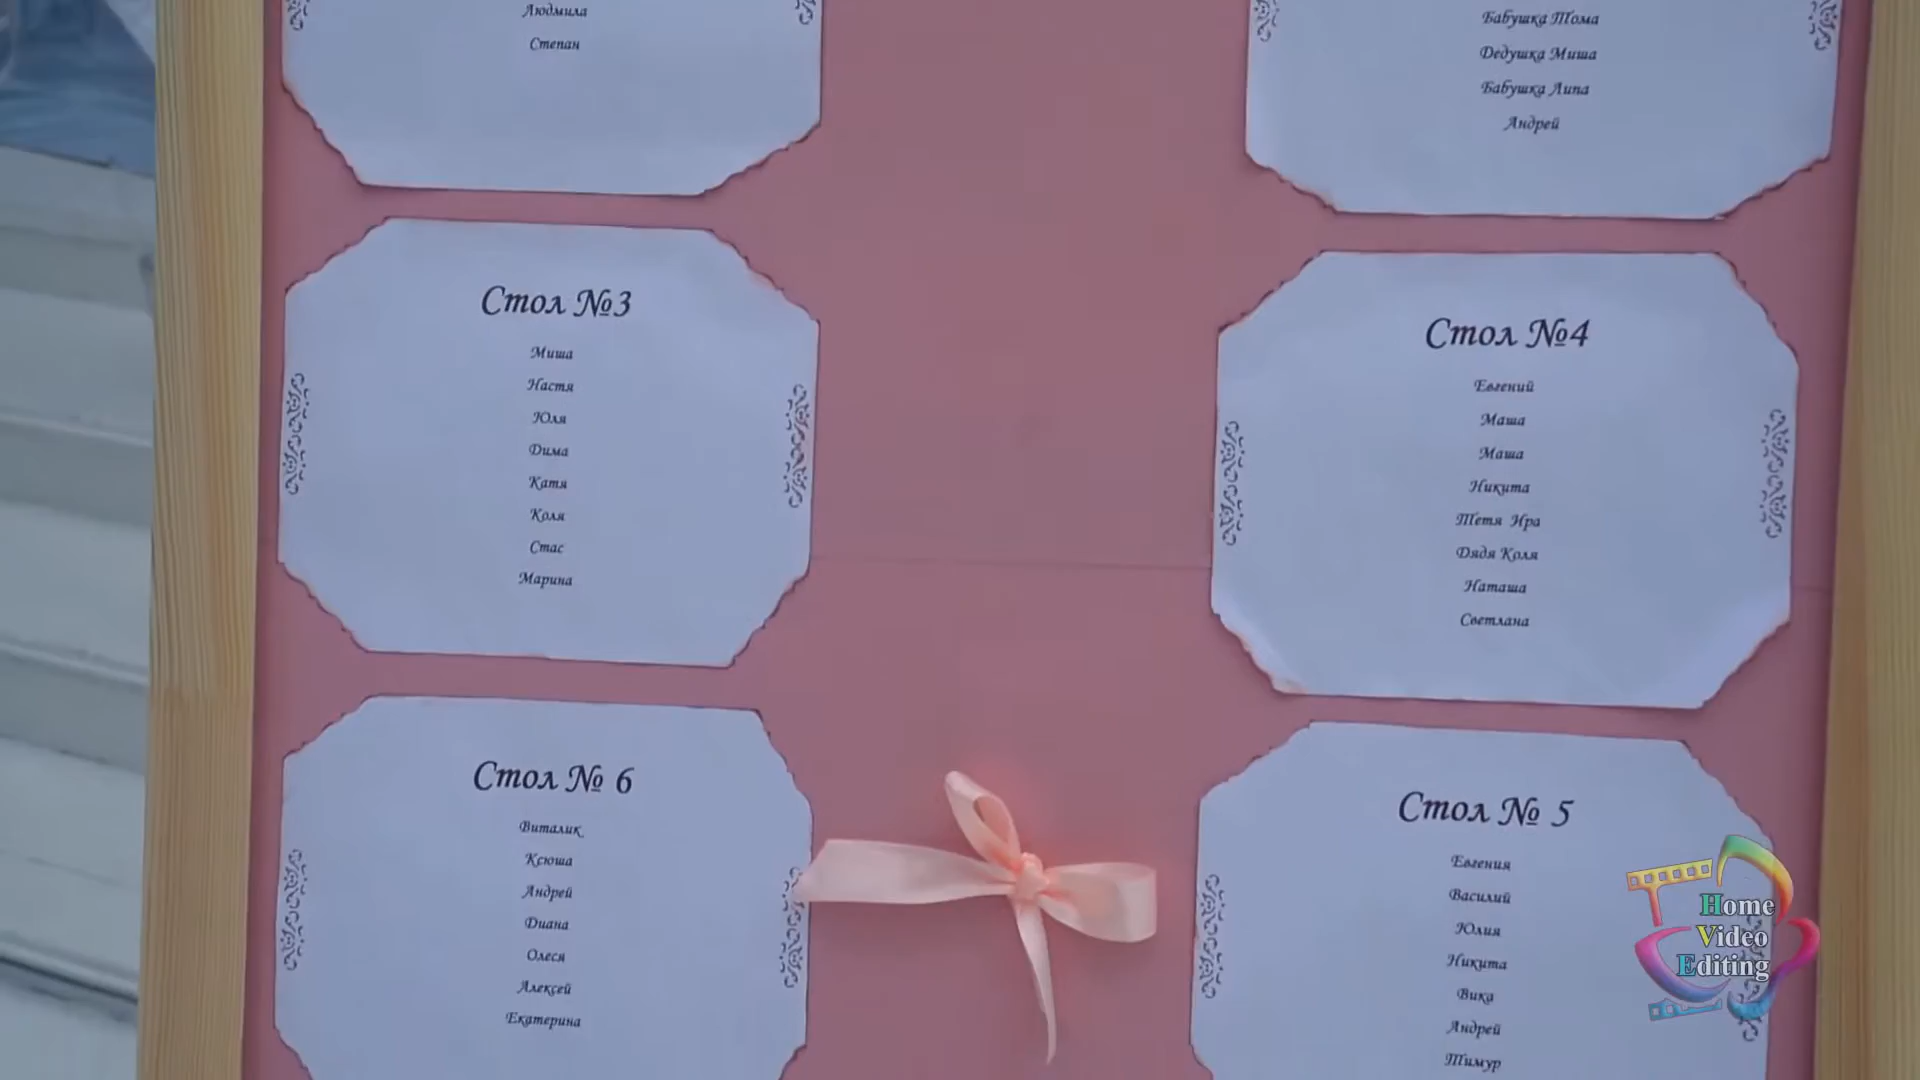 Людмила
Степан
Бабушка Тома
Дедушка Миша
Бабушка Липа
Андрей
Стол №3
Миша
Настя
Юля
Дима
Катя
Коля
Стас
Марина
Стол №4
Евгений
Маша
Маша
Никита
Тетя Ира
Дядя Коля
Наташа
Светлана
Стол № 6
Виталик
Ксюша
Андрей
Диана
Олеся
Алексей
Екатерина
Стол № 5
Евгения
Василий
Юлия
Никита
Вика
Андрей
Тимур
Home
Video
Editing